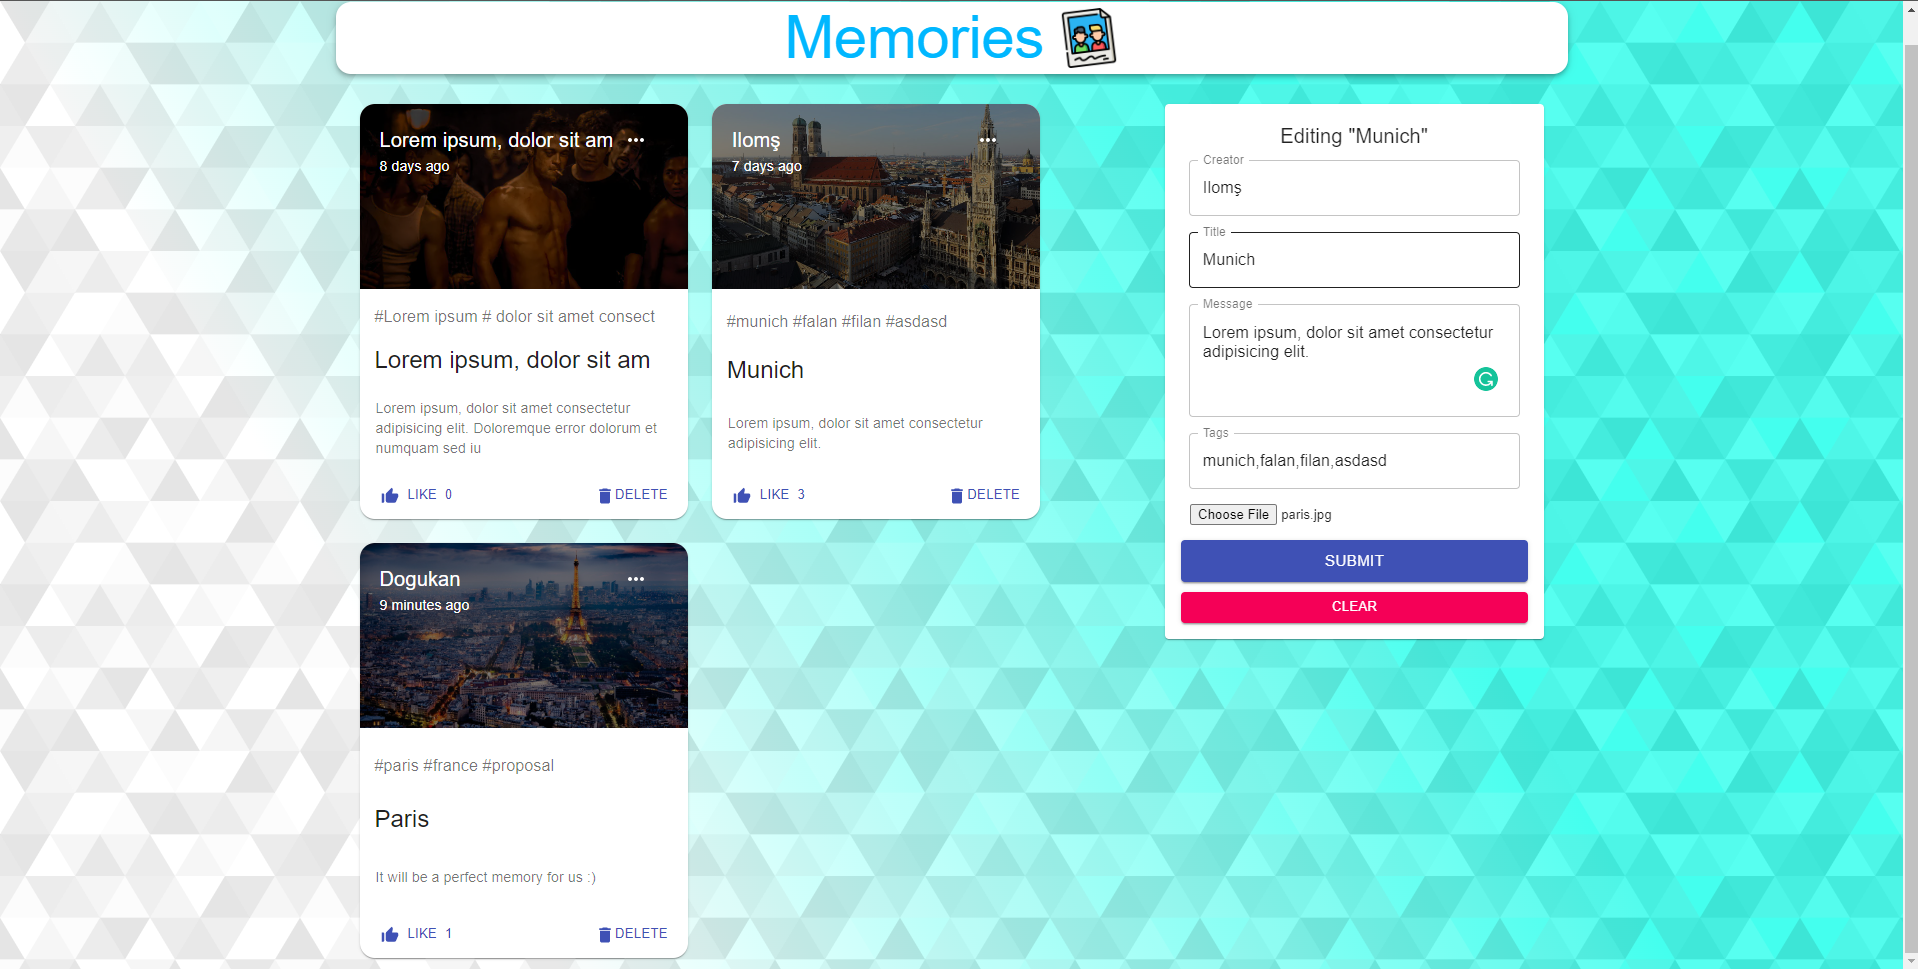 Memories
Lorem ipsum, dolor sit am
8 days ago
#Lorem ipsum # dolor sit amet consect
Lorem ipsum, dolor sit am
Lorem ipsum, dolor sit amet consectetur
adipisicing elit. Doloremque error dolorum et
numquam sed iu
LIKE 0
DELETE
Ilomş
7 days ago
#munich #falan #filan #asdasd
Munich
Lorem ipsum, dolor sit amet consectetur
adipisicing elit.
LIKE 3
DELETE
Dogukan
9 minutes ago
#paris #france #proposal
Paris
It will be a perfect memory for us :)
LIKE 1
DELETE
Editing "Munich"
Creator
Ilomş
Title
Munich
Message
Lorem ipsum, dolor sit amet consectetur
adipisicing elit.
Tags
munich,falan,filan,asdasd
Choose File paris.jpg
SUBMIT
CLEAR